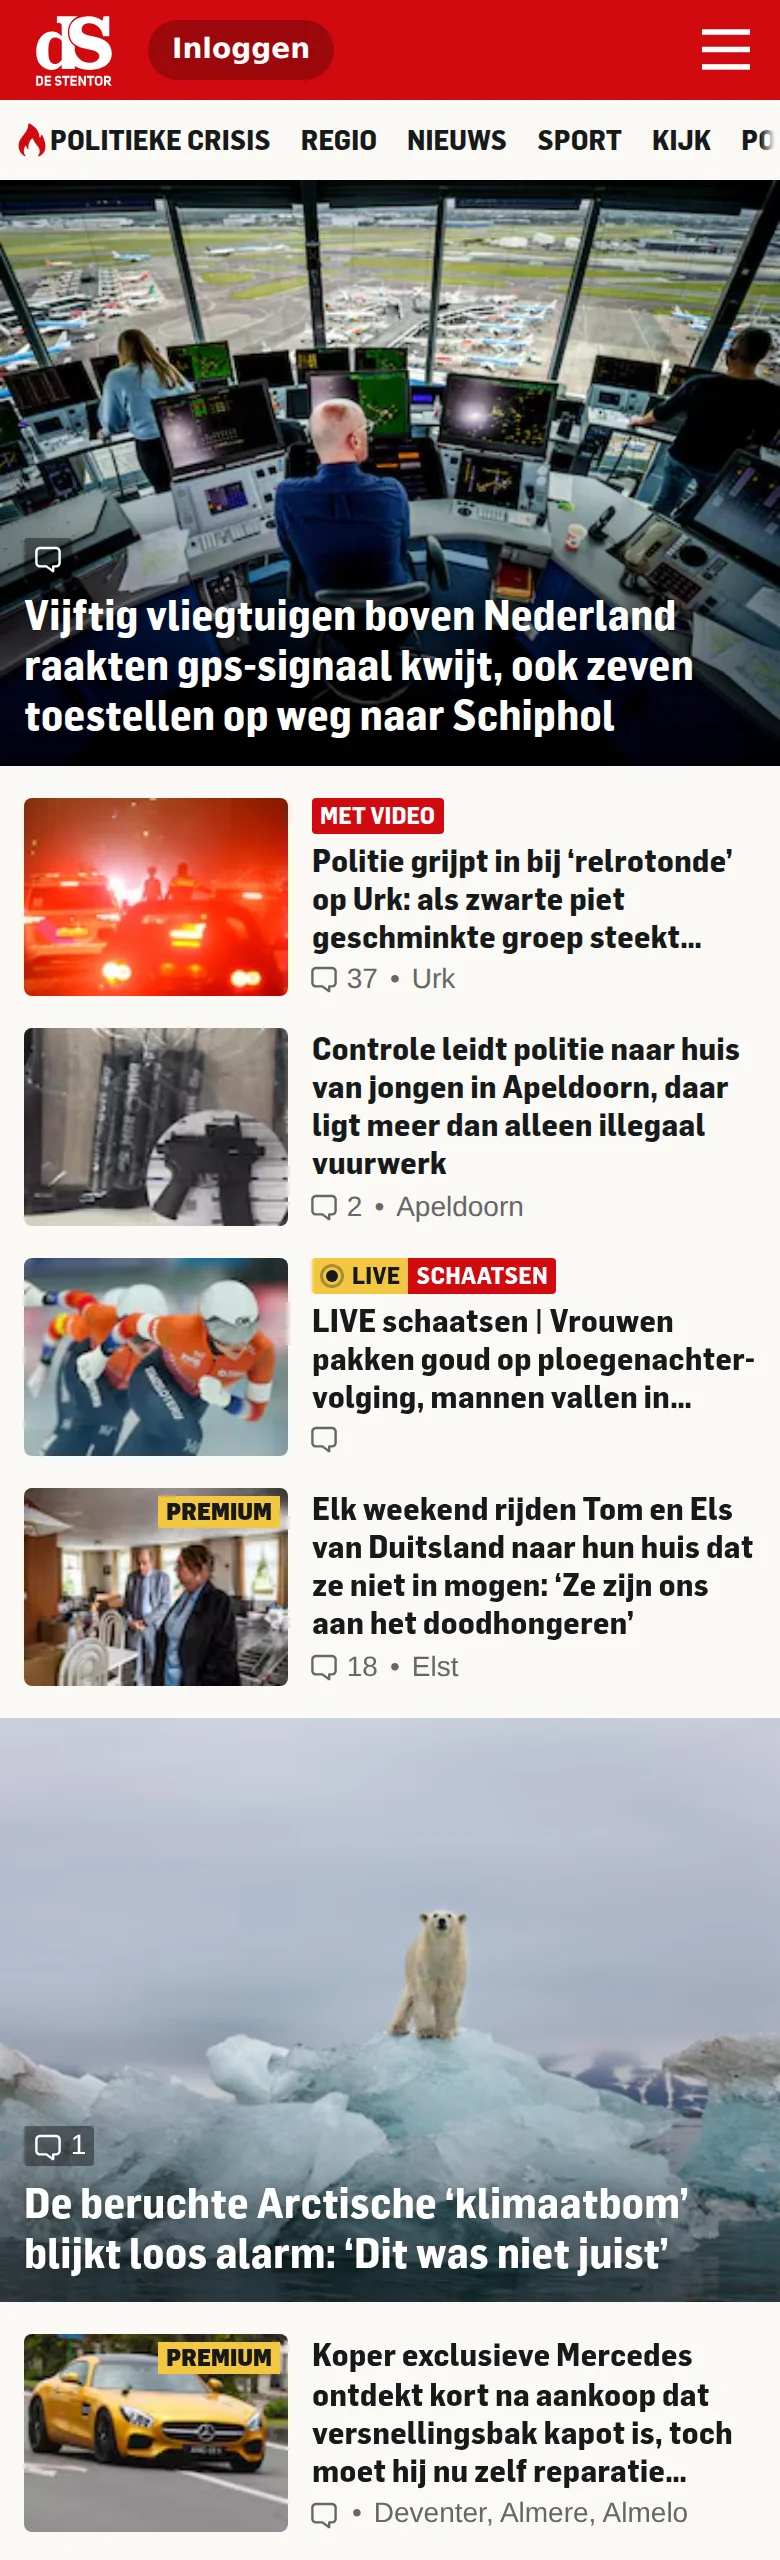 dS
DE STENTOR
Inloggen
POLITIEKE CRISIS REGIO NIEUWS SPORT KIJK PO
Vijftig vliegtuigen boven Nederland
raakten gps-signaal kwijt, ook zeven
toestellen op weg naar Schiphol
MET VIDEO
Politie grijpt in bij ‘relrotonde’
op Urk: als zwarte piet
geschminkte groep steekt...
37 • Urk
Controle leidt politie naar huis
van jongen in Apeldoorn, daar
ligt meer dan alleen illegaal
vuurwerk
2 • Apeldoorn
LIVE SCHAATSEN
LIVE schaatsen | Vrouwen
pakken goud op ploegenachter-
volging, mannen vallen in...
PREMIUM
Elk weekend rijden Tom en Els
van Duitsland naar hun huis dat
ze niet in mogen: ‘Ze zijn ons
aan het doodhongeren’
18 • Elst
1
De beruchte Arctische ‘klimaatbom’
blijkt loos alarm: ‘Dit was niet juist’
PREMIUM
Koper exclusieve Mercedes
ontdekt kort na aankoop dat
versnellingsbak kapot is, toch
moet hij nu zelf reparatie...
• Deventer, Almere, Almelo